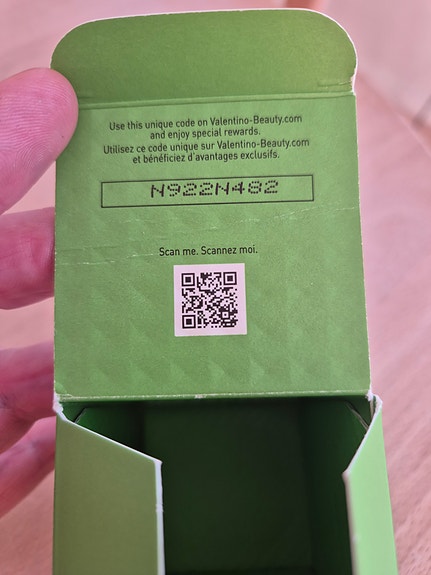 Use this unique code on Valentino-Beauty.com
and enjoy special rewards.
Utilisez ce code unique sur Valentino-Beauty.com
et bénéficiez d'avantages exclusifs.
N922N482
Scan me. Scannez moi.